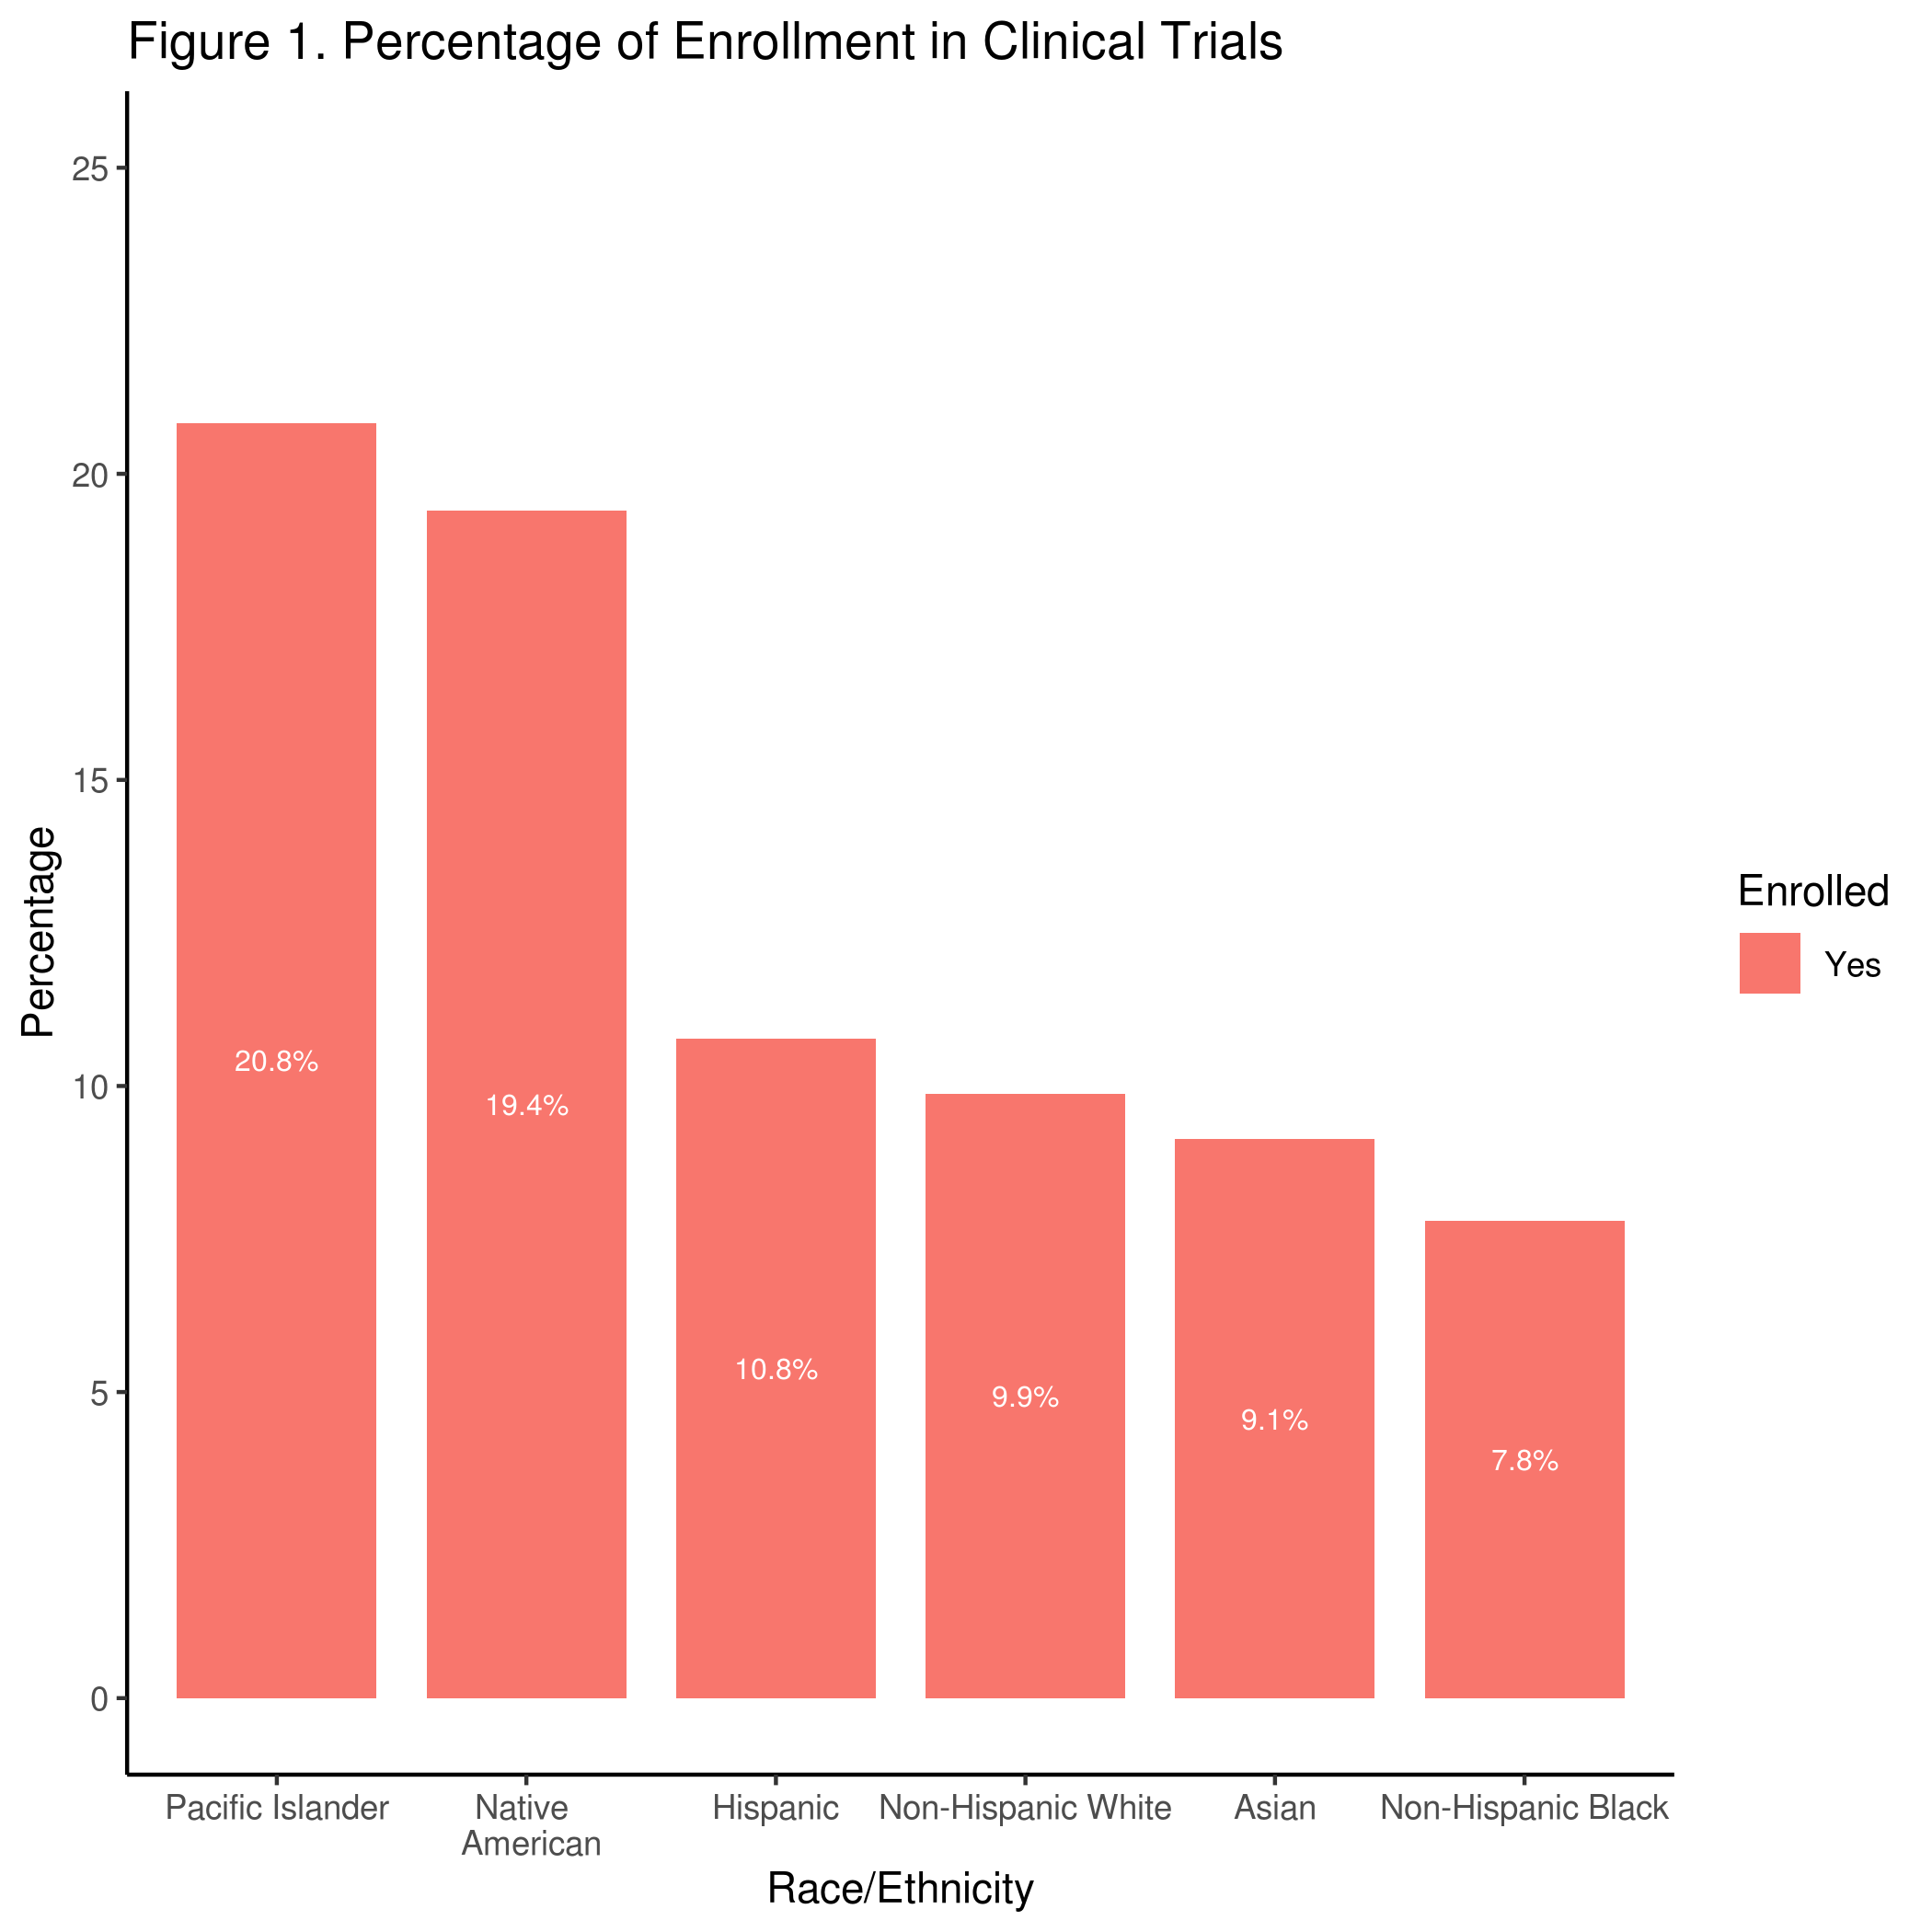 Figure 1. Percentage of Enrollment in Clinical Trials
25
20
15
10
5
0
Percentage
20.8%
19.4%
10.8%
9.9%
9.1%
7.8%
Enrolled
Yes
Pacific Islander
Native
American
Hispanic
Non-Hispanic White
Asian
Non-Hispanic Black
Race/Ethnicity